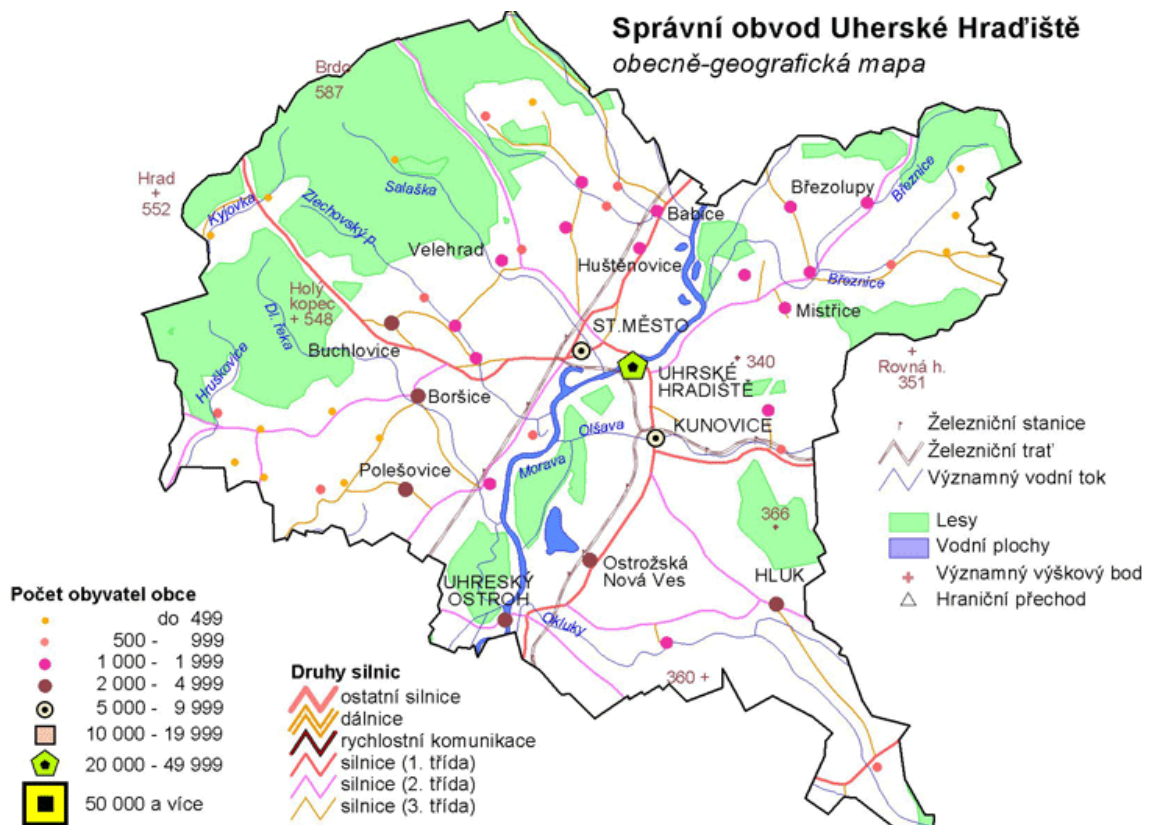 Správní obvod Uherské Hraďiště
obecně-geografická mapa
Brdo
587
Hrad
+
552
Kyjovka
Zlechovský p.
Salaška
Velehrad
Babice
Huštěnovice
Březolupy
Březnice
Březnice
Mistřice
Holý
kopec
+ 548
Dl. řeka
Buchlovice
Hruškovice
ST.MĚSTO
UHRSKÉ
HRADIŠTĚ
+ 340
+
Rovná h.
351
Boršice
Olšava
KUNOVICE
Polešovice
Morava
366
+
Ostrožská
Nová Ves
HLUK
UHRESKÝ
OSTROH
Okluky
360 +
Železniční stanice
Železniční trať
Významný vodní tok
Lesy
Vodní plochy
+ Významný výškový bod
Hraniční přechod
Počet obyvatel obce
do 499
500 - 999
1 000 - 1 999
2 000 - 4 999
5 000 - 9 999
10 000 - 19 999
20 000 - 49 999
50 000 a více
Druhy silnic
ostatní silnice
dálnice
rychlostní komunikace
silnice (1. třída)
silnice (2. třída)
silnice (3. třída)